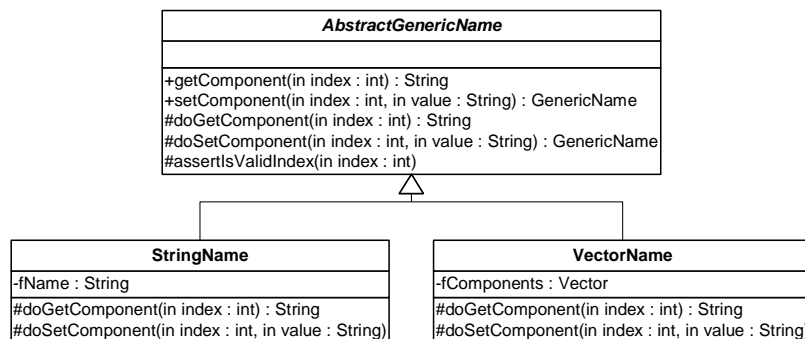 AbstractGenericName
+getComponent(in index : int) : String
+setComponent(in index : int, in value : String) : GenericName
#doGetComponent(in index : int) : String
#doSetComponent(in index : int, in value : String) : GenericName
#assertIsValidIndex(in index : int)
StringName
-fName : String
#doGetComponent(in index : int) : String
#doSetComponent(in index : int, in value : String)
VectorName
-fComponents : Vector
#doGetComponent(in index : int) : String
#doSetComponent(in index : int, in value : String)